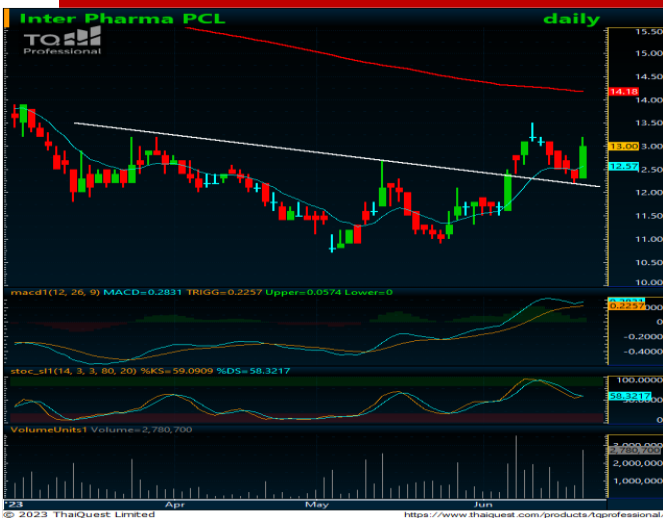 Inter Pharma PCL daily
TQ
Professional
15.50
15.00
14.50
14.18
14.00
13.50
13.00
12.57
12.00
11.50
11.00
10.50
10.00
macd1(12, 26, 9) MACD=0.2831 TRIGG=0.2257 Upper=0.0574 Lower=0
0.2257
-0.2000
-0.4000
stoc_sl1(14, 3, 3, 80, 20) %KS=59.0909 %DS=58.3217
100.0000
58.3217
0
VolumeUnits1 Volume=2,780,700
2,780,700
2,000,000
1,000,000
'23 Apr May Jun
© 2023 ThaiQuest Limited https://www.thaiquest.com/products/tqprofessional/